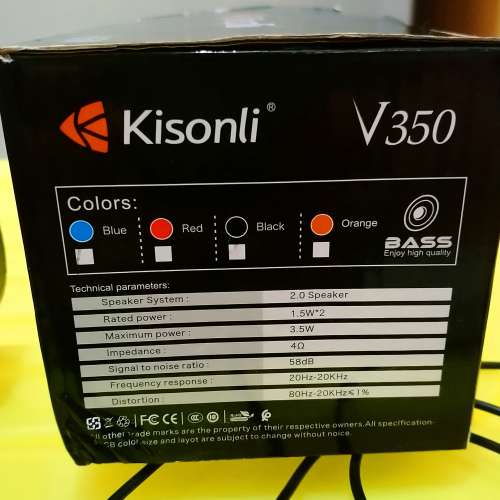 Kisonli® V350
Colors:
Blue Red Black Orange
BASS
Enjoy high quality
Technical parameters:
Speaker System : 2.0 Speaker
Rated power : 1.5W*2
Maximum power : 3.5W
Impedance : 4Ω
Signal to noise ratio : 58dB
Frequency response : 20Hz-20KHz
Distortion : 80Hz-20KHz≤1%
FC CE
All other trade marks are the property of their respective owners.All specification,
color size and layot are subject to change without prior notice.